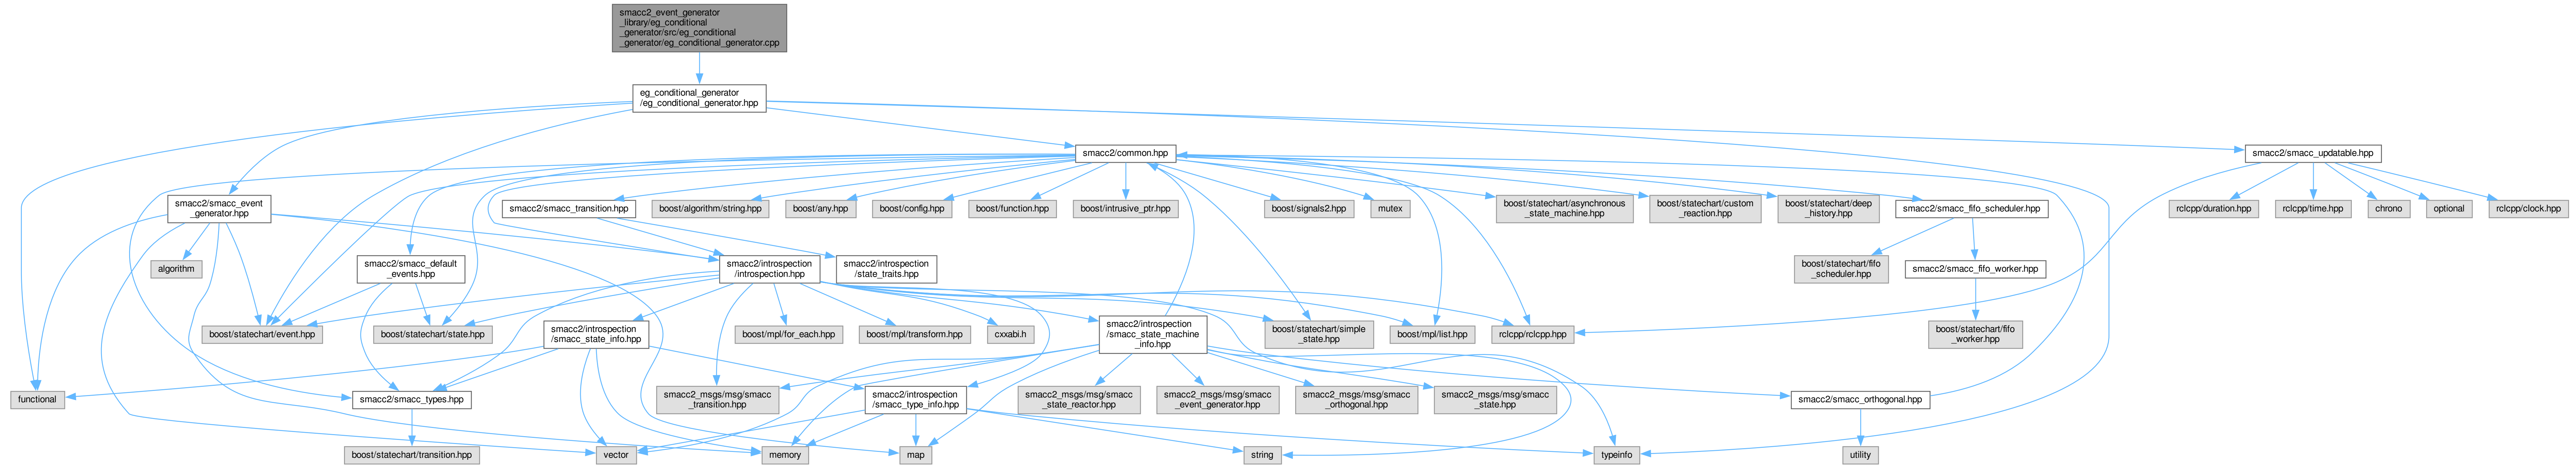 smacc2_event_generator
_library/eg_conditional
_generator/src/eg_conditional
_generator/eg_conditional_generator.cpp
eg_conditional_generator
/eg_conditional_generator.hpp
smacc2/common.hpp
smacc2/smacc_updatable.hpp
smacc2/smacc_event
_generator.hpp
smacc2/smacc_transition.hpp
boost/algorithm/string.hpp
boost/any.hpp
boost/config.hpp
boost/function.hpp
boost/intrusive_ptr.hpp
boost/signals2.hpp
mutex
boost/statechart/asynchronous
_state_machine.hpp
boost/statechart/custom
_reaction.hpp
boost/statechart/deep
_history.hpp
smacc2/smacc_fifo_scheduler.hpp
rclcpp/duration.hpp
rclcpp/time.hpp
chrono
optional
rclcpp/clock.hpp
algorithm
smacc2/smacc_default
_events.hpp
smacc2/introspection
/introspection.hpp
smacc2/introspection
/state_traits.hpp
boost/statechart/fifo
_scheduler.hpp
smacc2/smacc_fifo_worker.hpp
boost/statechart/event.hpp
boost/statechart/state.hpp
smacc2/introspection
/smacc_state_info.hpp
boost/mpl/for_each.hpp
boost/mpl/transform.hpp
cxxabi.h
smacc2/introspection
/smacc_state_machine
_info.hpp
boost/statechart/simple
_state.hpp
boost/mpl/list.hpp
rclcpp/rclcpp.hpp
boost/statechart/fifo
_worker.hpp
functional
smacc2/smacc_types.hpp
smacc2_msgs/msg/smacc
_transition.hpp
smacc2/introspection
/smacc_type_info.hpp
smacc2_msgs/msg/smacc
_state_reactor.hpp
smacc2_msgs/msg/smacc
_event_generator.hpp
smacc2_msgs/msg/smacc
_orthogonal.hpp
smacc2_msgs/msg/smacc
_state.hpp
smacc2/smacc_orthogonal.hpp
boost/statechart/transition.hpp
vector
memory
map
string
typeinfo
utility